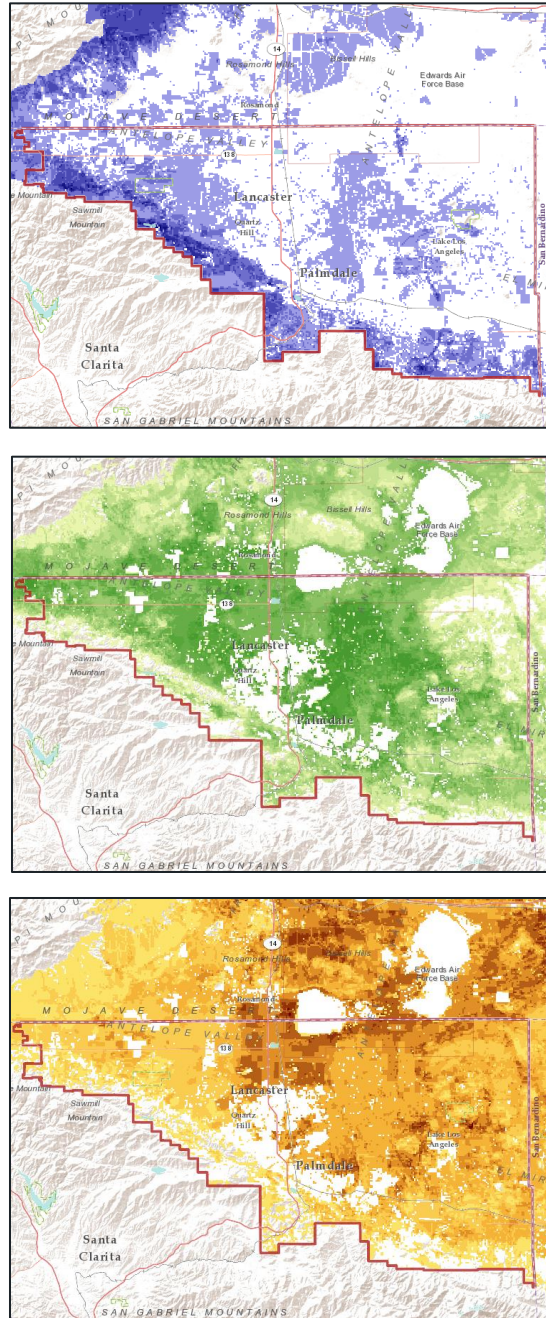 14
Rosamond Hills
Bissell Hills
Edwards Air
Force Base
Rosamond
MOJAVE DESERT
ANTELOPE VALLEY
138
Lancaster
Sawmill
Mountain
Quartz
Hill
Lake Los
Angeles
San Bernardino
Palmdale
Santa
Clarita
SAN GABRIEL MOUNTAINS
14
Rosamond Hills
Bissell Hills
Edwards Air
Force Base
Rosamond
MOJAVE DESERT
138
Lancaster
Sawmill
Mountain
Quartz
Hill
Lake Los
Angeles
San Bernardino
Palmdale
Santa
Clarita
SAN GABRIEL MOUNTAINS
14
Rosamond Hills
Bissell Hills
Edwards Air
Force Base
Rosamond
MOJAVE DESERT
ANTELOPE VALLEY
138
Lancaster
Sawmill
Mountain
Quartz
Hill
Lake Los
Angeles
San Bernardino
Palmdale
Santa
Clarita
SAN GABRIEL MOUNTAINS